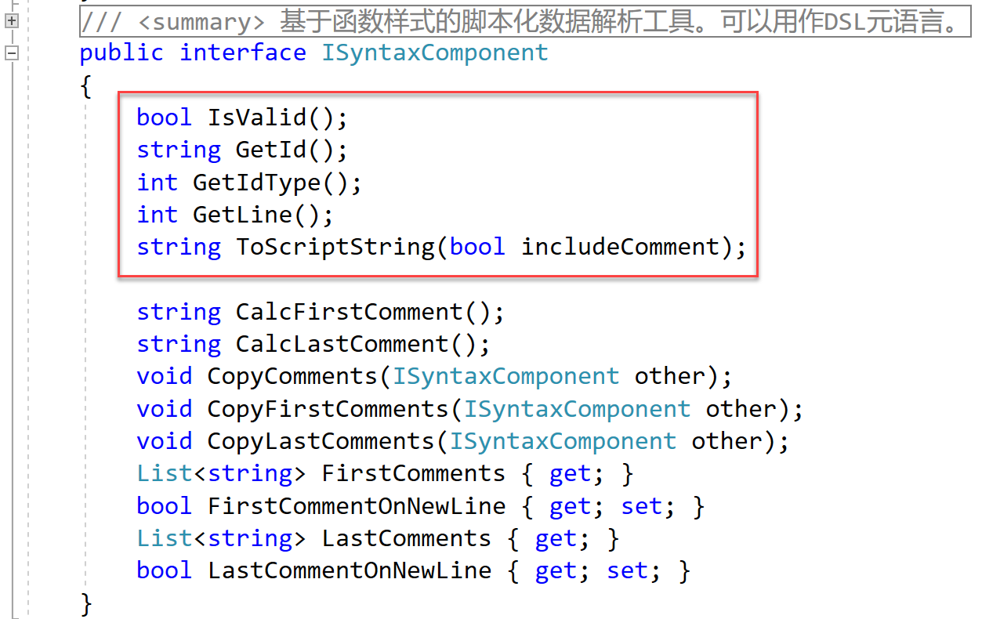 /// <summary> 基于函数样式的脚本化数据解析工具。可以用作DSL元语言。
public interface ISyntaxComponent
{
bool IsValid();
string GetId();
int GetIdType();
int GetLine();
string ToScriptString(bool includeComment);
string CalcFirstComment();
string CalcLastComment();
void CopyComments(ISyntaxComponent other);
void CopyFirstComments(ISyntaxComponent other);
void CopyLastComments(ISyntaxComponent other);
List<string> FirstComments { get; }
bool FirstCommentOnNewLine { get; set; }
List<string> LastComments { get; }
bool LastCommentOnNewLine { get; set; }
}